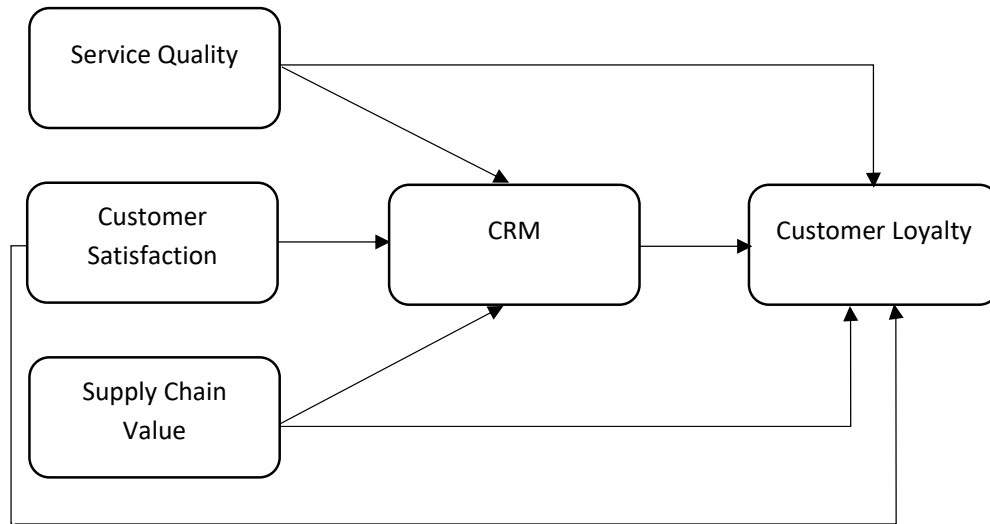 Service Quality
Customer
Satisfaction
CRM
Customer Loyalty
Supply Chain
Value